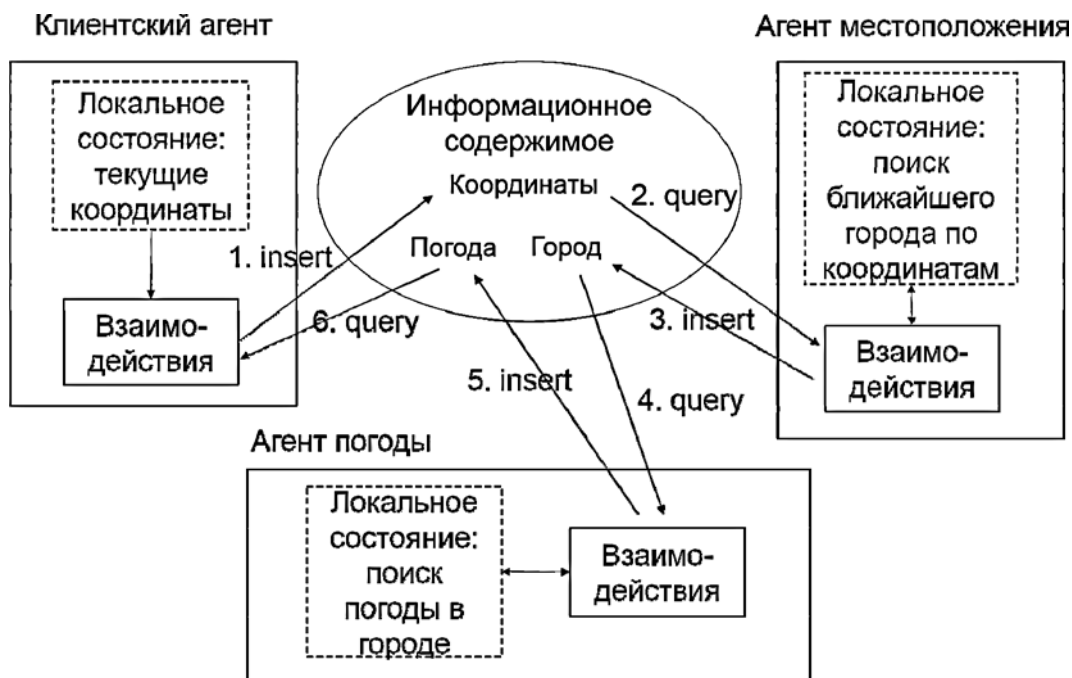 Клиентский агент
Локальное
состояние:
текущие
координаты
Взаимо-
действия
Информационное
содержимое
Координаты
Погода
Город
1. insert
2. query
3. insert
4. query
5. insert
6. query
Агент местоположения
Локальное
состояние:
поиск
ближайшего
города по
координатам
Взаимо-
действия
Агент погоды
Локальное
состояние:
поиск
погоды в
городе
Взаимо-
действия